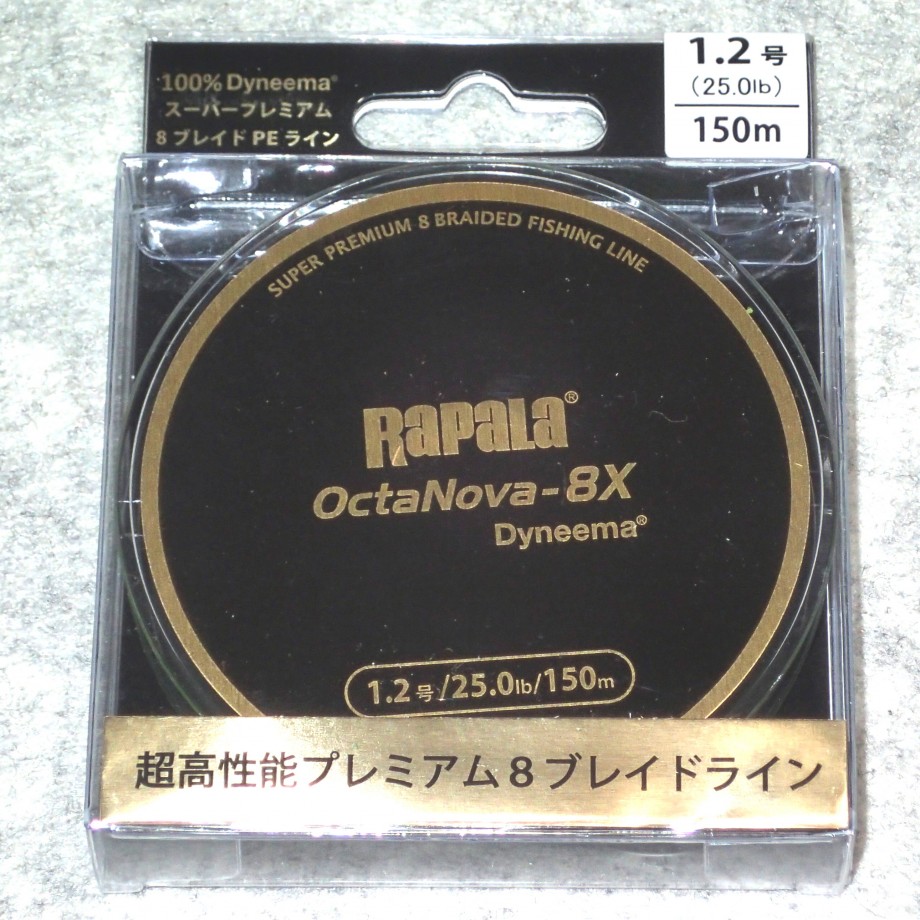 100% Dyneema®
スーパープレミアム
8ブレイドPEライン
1.2号
(25.0lb)
150m
SUPER PREMIUM 8 BRAIDED FISHING LINE
RAPALA®
OctaNova-8X
Dyneema®
1.2号/25.0lb/150m
超高性能プレミアム8ブレイドライン